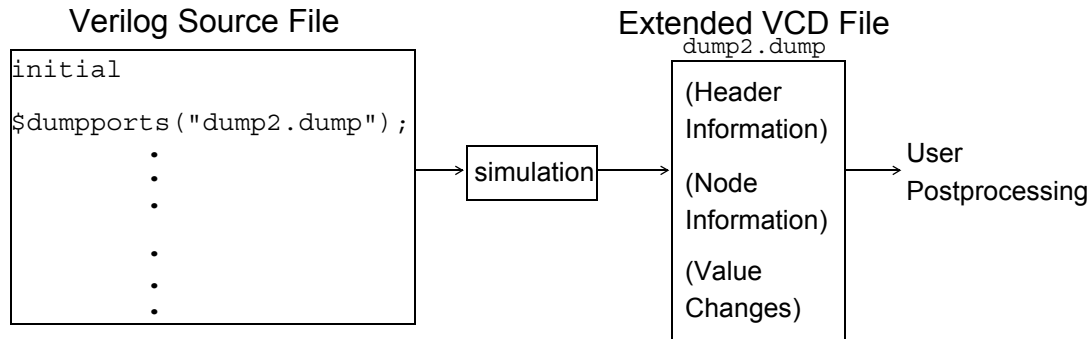 Verilog Source File
initial
$dumpports("dump2.dump");
simulation
Extended VCD File
dump2.dump
(Header
Information)
(Node
Information)
(Value
Changes)
User
Postprocessing